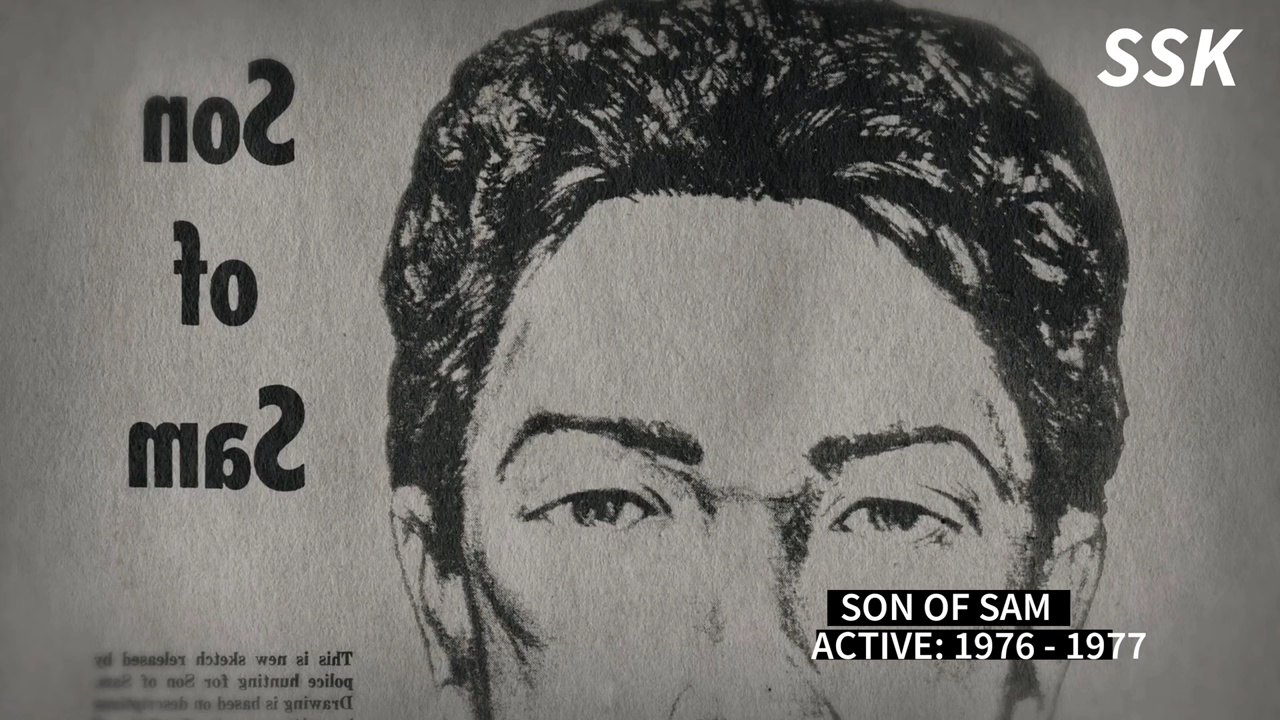 SSK
Son
of
Sam
This is new sketch released by
police hunting for Son of Sam.
Drawing is based on descriptions
SON OF SAM
ACTIVE: 1976 - 1977